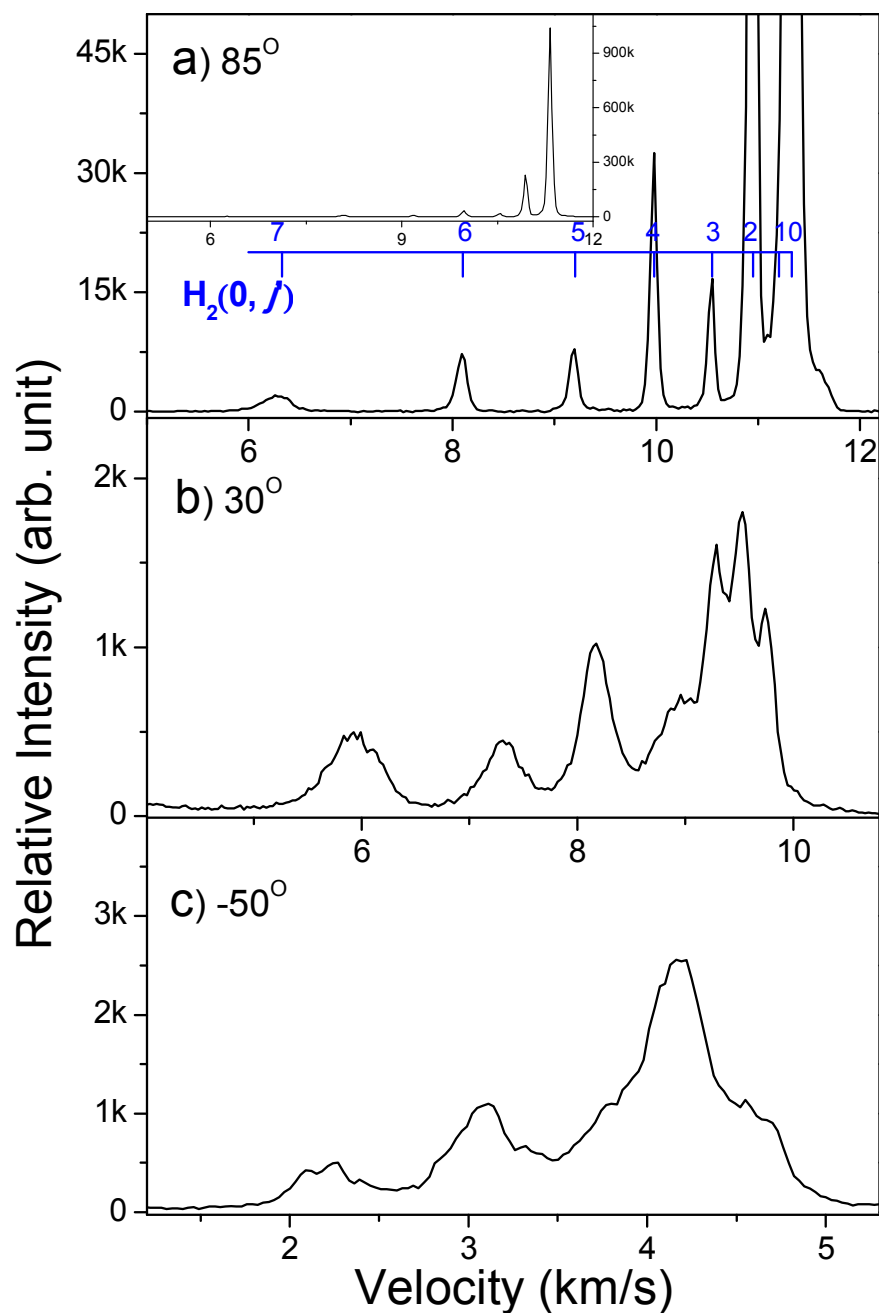 Relative Intensity (arb. unit)
a) 85°
45k
30k
15k
0
900k
600k
300k
0
6 9 12
7 6 5 4 3 2 1 0
H₂(0, j')
6 8 10 12
b) 30°
2k
1k
0
6 8 10
c) -50°
3k
2k
1k
0
2 3 4 5
Velocity (km/s)